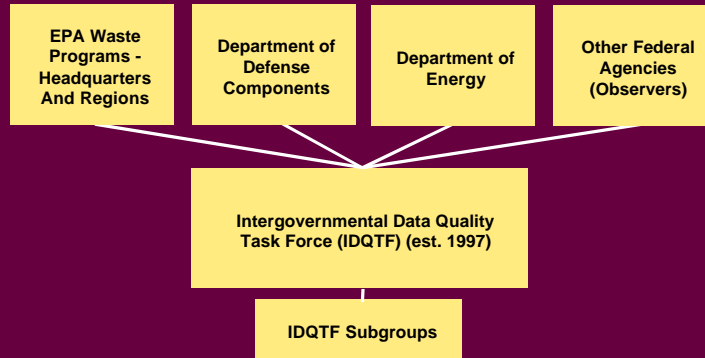 EPA Waste
Programs -
Headquarters
And Regions
Department of
Defense
Components
Department of
Energy
Other Federal
Agencies
(Observers)
Intergovernmental Data Quality
Task Force (IDQTF) (est. 1997)
IDQTF Subgroups